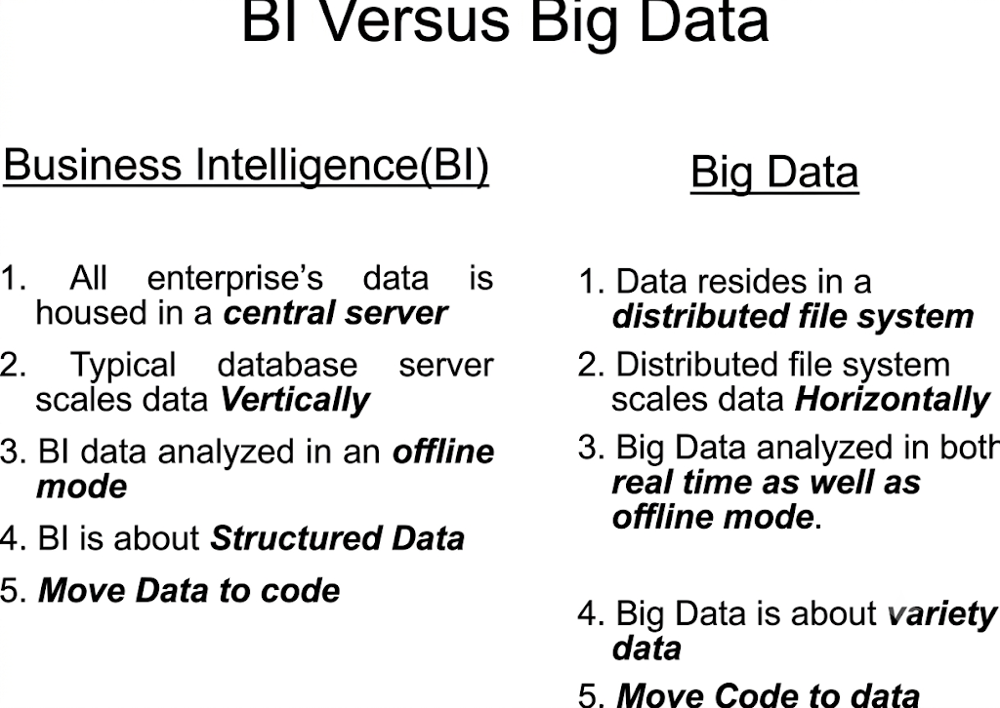 BI Versus Big Data
Business Intelligence(BI)
1. All enterprise’s data is
housed in a central server
2. Typical database server
scales data Vertically
3. BI data analyzed in an offline
mode
4. BI is about Structured Data
5. Move Data to code
Big Data
1. Data resides in a
distributed file system
2. Distributed file system
scales data Horizontally
3. Big Data analyzed in both
real time as well as
offline mode.
4. Big Data is about variety
data
5. Move Code to data